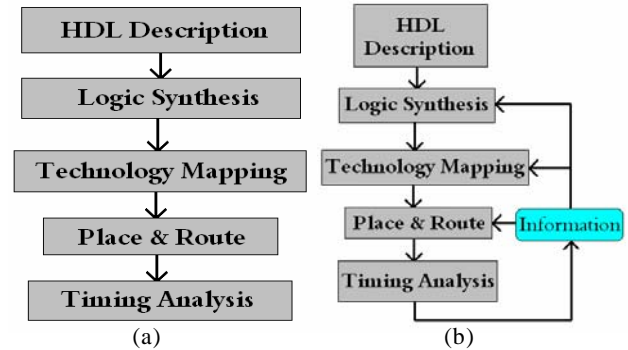 HDL Description
Logic Synthesis
Technology Mapping
Place & Route
Timing Analysis
(a)
HDL
Description
Logic Synthesis
Technology Mapping
Place & Route
Information
Timing Analysis
(b)